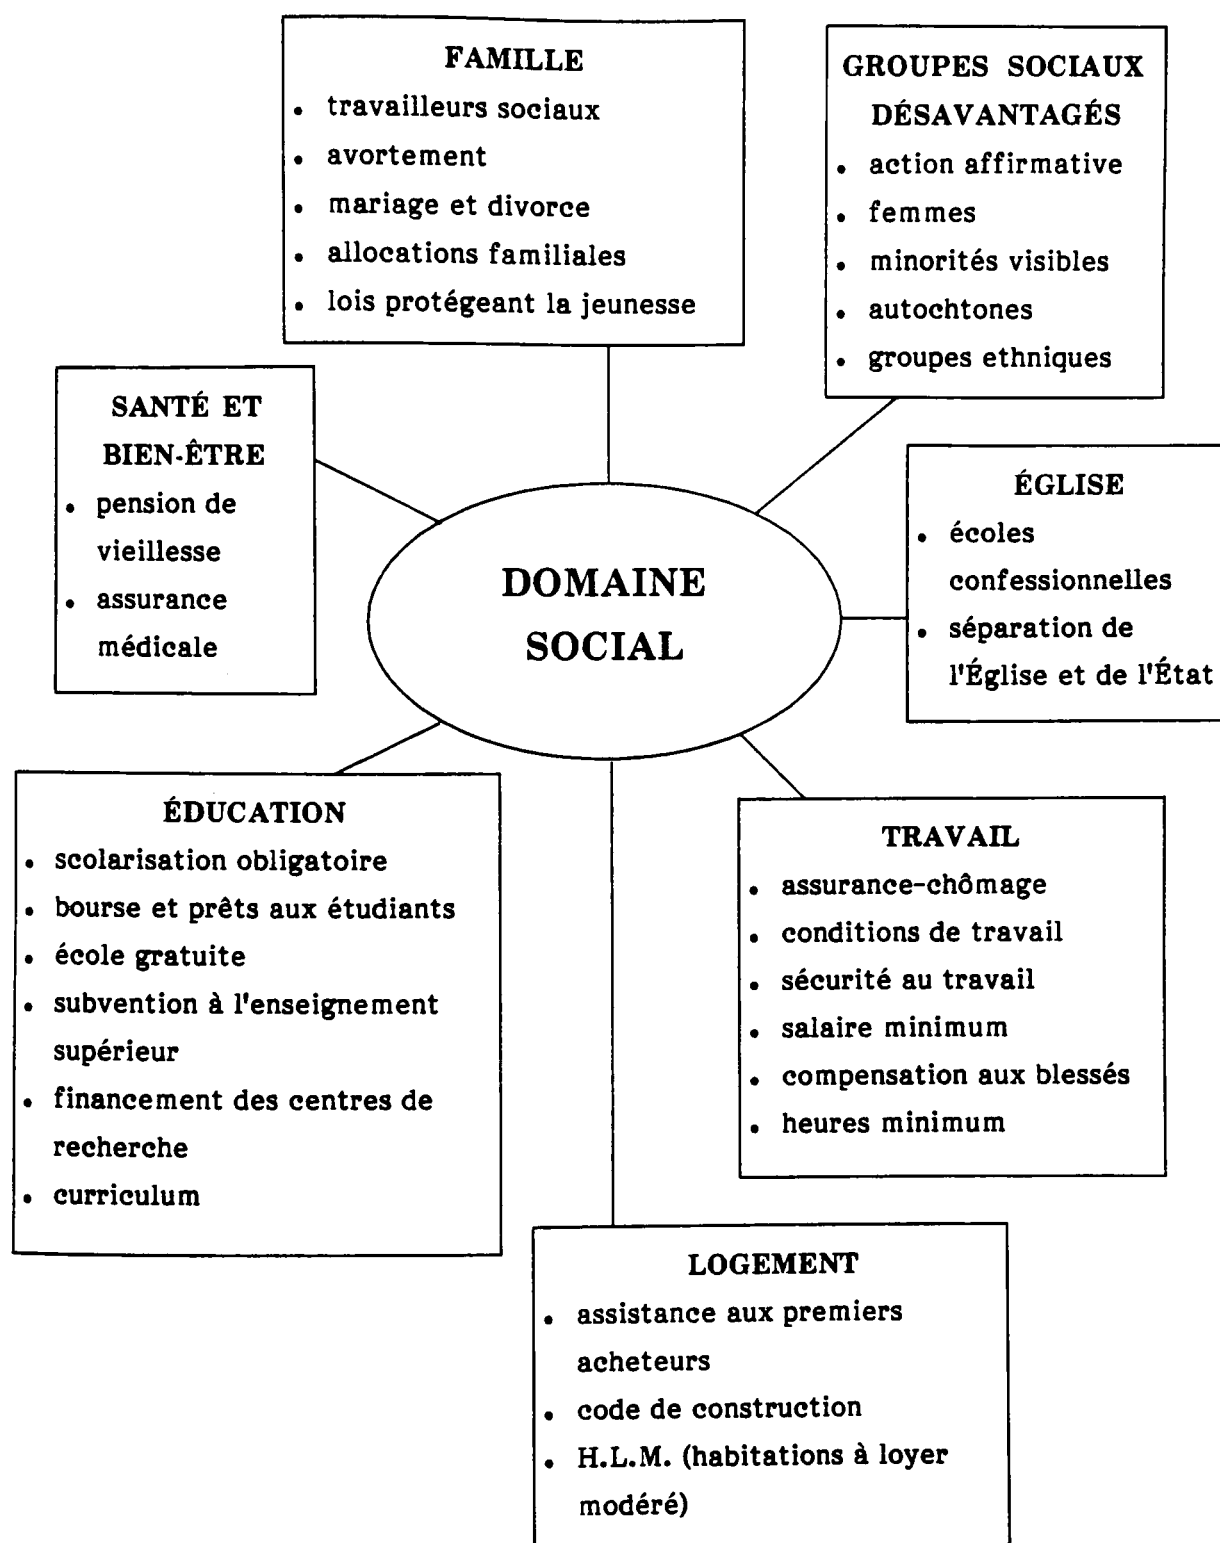 FAMILLE
• travailleurs sociaux
• avortement
• mariage et divorce
• allocations familiales
• lois protégeant la jeunesse
GROUPES SOCIAUX
DÉSAVANTAGÉS
• action affirmative
• femmes
• minorités visibles
• autochtones
• groupes ethniques
SANTÉ ET
BIEN-ÊTRE
• pension de
vieillesse
• assurance
médicale
ÉGLISE
• écoles
confessionnelles
• séparation de
l'Église et de l'État
DOMAINE
SOCIAL
ÉDUCATION
• scolarisation obligatoire
• bourse et prêts aux étudiants
• école gratuite
• subvention à l'enseignement
supérieur
• financement des centres de
recherche
• curriculum
TRAVAIL
• assurance-chômage
• conditions de travail
• sécurité au travail
• salaire minimum
• compensation aux blessés
• heures minimum
LOGEMENT
• assistance aux premiers
acheteurs
• code de construction
• H.L.M. (habitations à loyer
modéré)